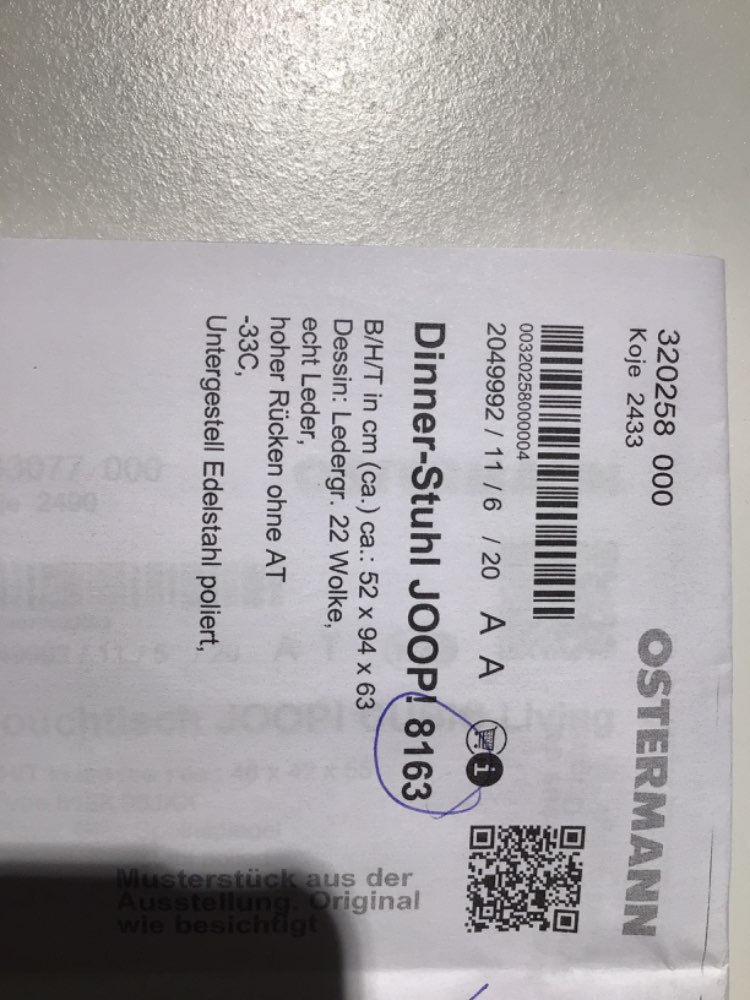 320258 000
Koje 2433
OSTERMANN
00320258000004
2049992 / 11 / 6 / 20 A A
i
Dinner-Stuhl JOOP! 8163
B/H/T in cm (ca.) ca.: 52 x 94 x 63
Dessin: Ledergr. 22 Wolke,
echt Leder,
hoher Rücken ohne AT
-33C,
Untergestell Edelstahl poliert,
Musterstück aus der
Ausstellung. Original
wie besichtigt